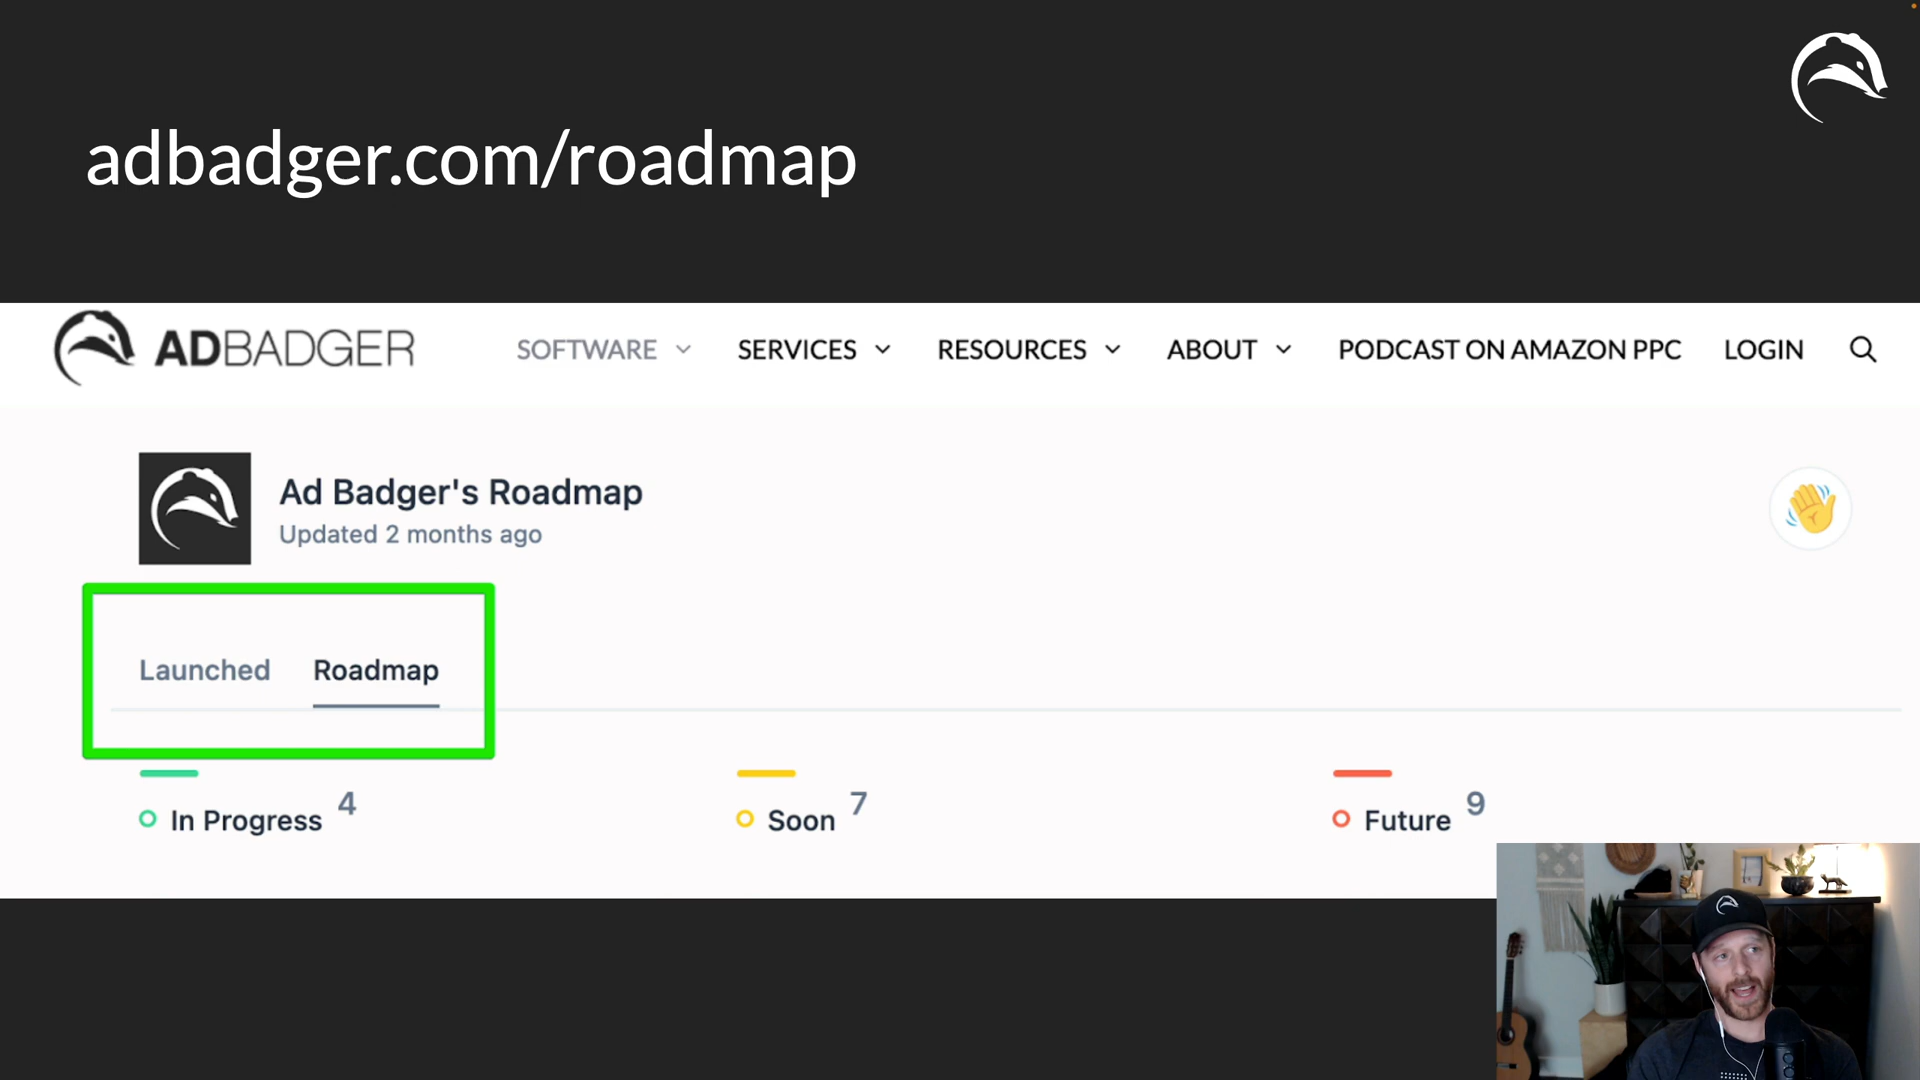 adbadger.com/roadmap
ADBADGER
SOFTWARE SERVICES RESOURCES ABOUT PODCAST ON AMAZON PPC LOGIN
Ad Badger's Roadmap
Updated 2 months ago
Launched Roadmap
In Progress 4
Soon 7
Future 9